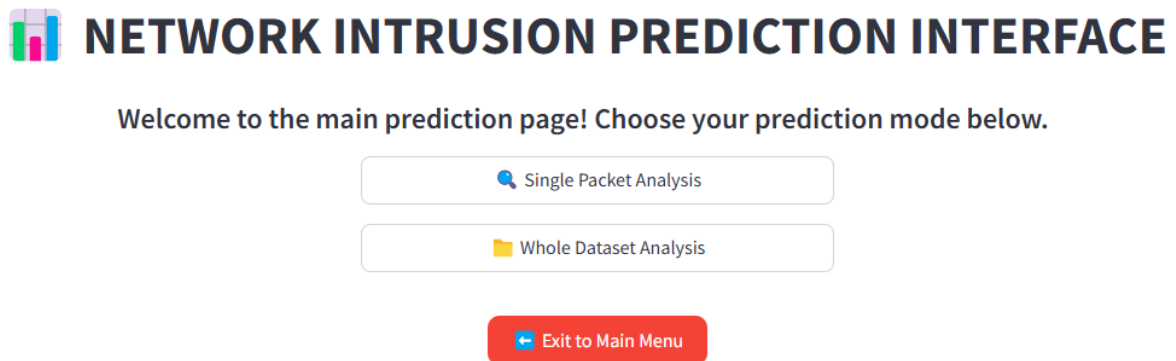 NETWORK INTRUSION PREDICTION INTERFACE
Welcome to the main prediction page! Choose your prediction mode below.
Single Packet Analysis
Whole Dataset Analysis
Exit to Main Menu